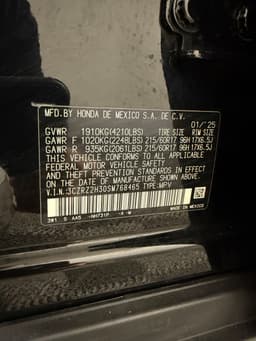 MFD.BY HONDA DE MEXICO S.A. DE C.V.
01/25
GVWR 1910KG(4210LBS) TIRE SIZE RIM SIZE
GAWR F 1020KG(2248LBS) 215/60R17 96H 17X6.5J
GAWR R 935KG(2061LBS) 215/60R17 96H 17X6.5J
THIS VEHICLE CONFORMS TO ALL APPLICABLE
FEDERAL MOTOR VEHICLE SAFETY AND
THEFT PREVENTION STANDARDS IN EFFECT ON
THE DATE OF MANUFACTURE SHOWN ABOVE.
V.I.N.:3CZRZ2H30SM768465 TYPE:MPV
MADE IN MEXICO